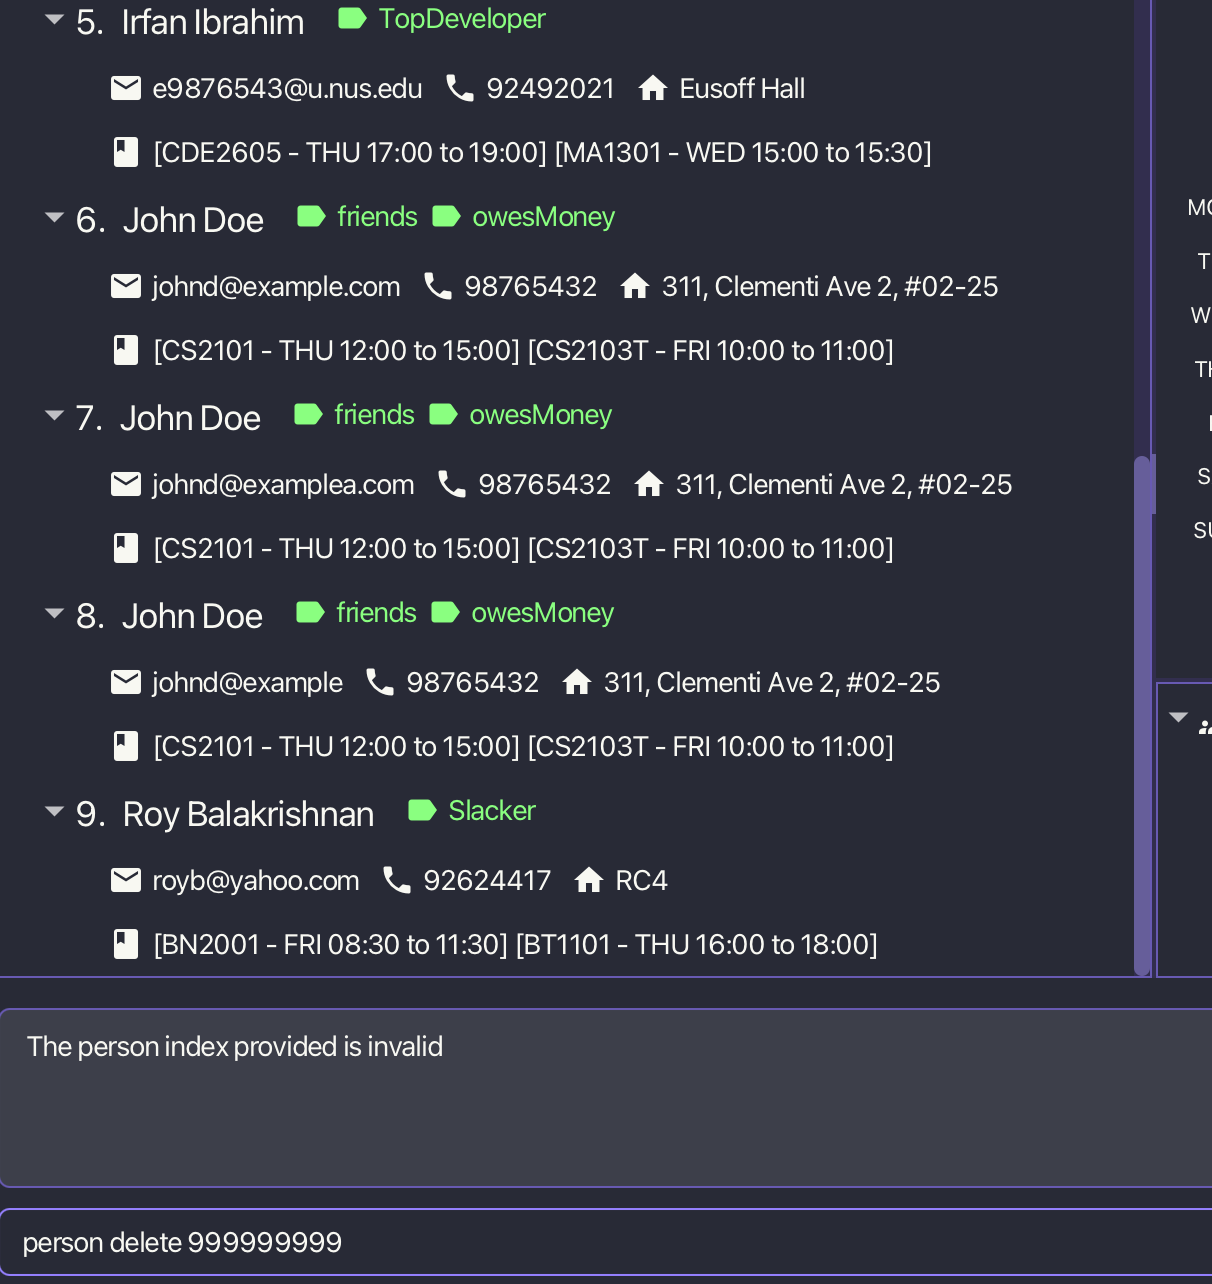 5. Irfan Ibrahim TopDeveloper
e9876543@u.nus.edu 92492021 Eusoff Hall
[CDE2605 - THU 17:00 to 19:00] [MA1301 - WED 15:00 to 15:30]
6. John Doe friends owesMoney
johnd@example.com 98765432 311, Clementi Ave 2, #02-25
[CS2101 - THU 12:00 to 15:00] [CS2103T - FRI 10:00 to 11:00]
7. John Doe friends owesMoney
johnd@examplea.com 98765432 311, Clementi Ave 2, #02-25
[CS2101 - THU 12:00 to 15:00] [CS2103T - FRI 10:00 to 11:00]
8. John Doe friends owesMoney
johnd@example 98765432 311, Clementi Ave 2, #02-25
[CS2101 - THU 12:00 to 15:00] [CS2103T - FRI 10:00 to 11:00]
9. Roy Balakrishnan Slacker
royb@yahoo.com 92624417 RC4
[BN2001 - FRI 08:30 to 11:30] [BT1101 - THU 16:00 to 18:00]
The person index provided is invalid
person delete 999999999